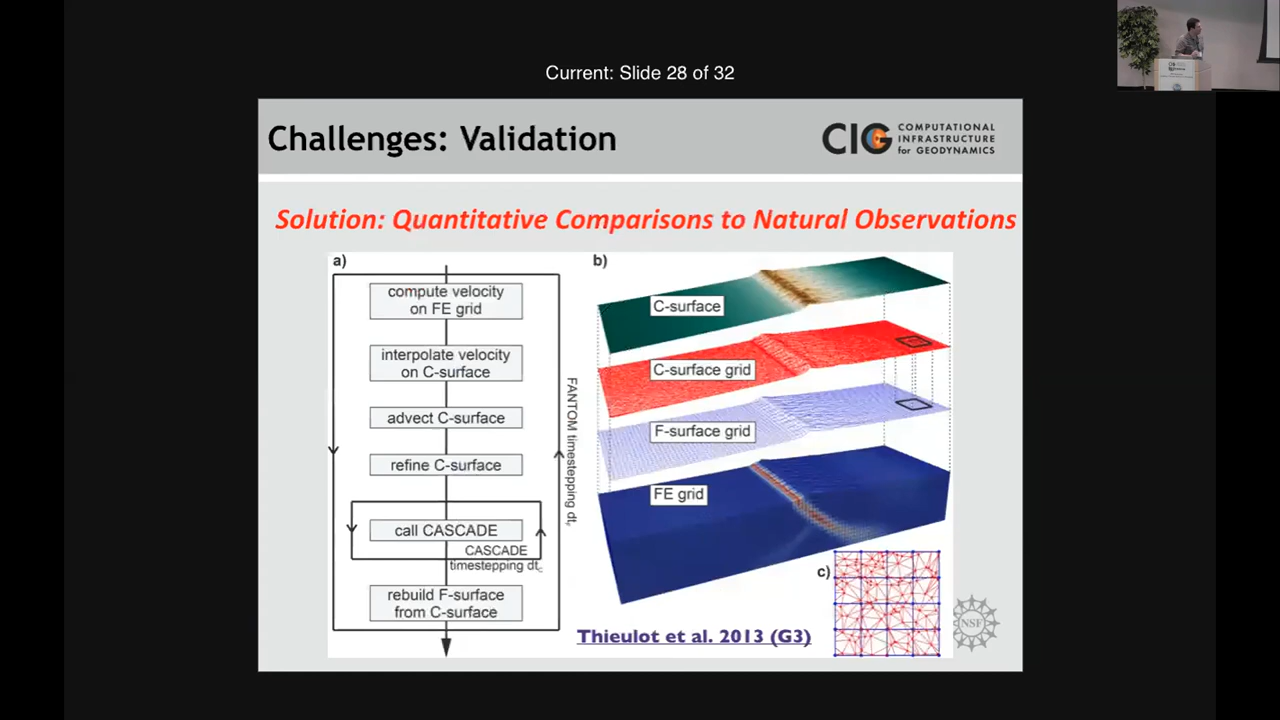 Current: Slide 28 of 32
Challenges: Validation
CIG
COMPUTATIONAL
INFRASTRUCTURE
for GEODYNAMICS
Solution: Quantitative Comparisons to Natural Observations
a)
compute velocity
on FE grid
interpolate velocity
on C-surface
advect C-surface
refine C-surface
call CASCADE
CASCADE
timestepping dtc
rebuild F-surface
from C-surface
FANTOM timestepping dtf
b)
C-surface
C-surface grid
F-surface grid
FE grid
c)
Thieulot et al. 2013 (G3)
NSF